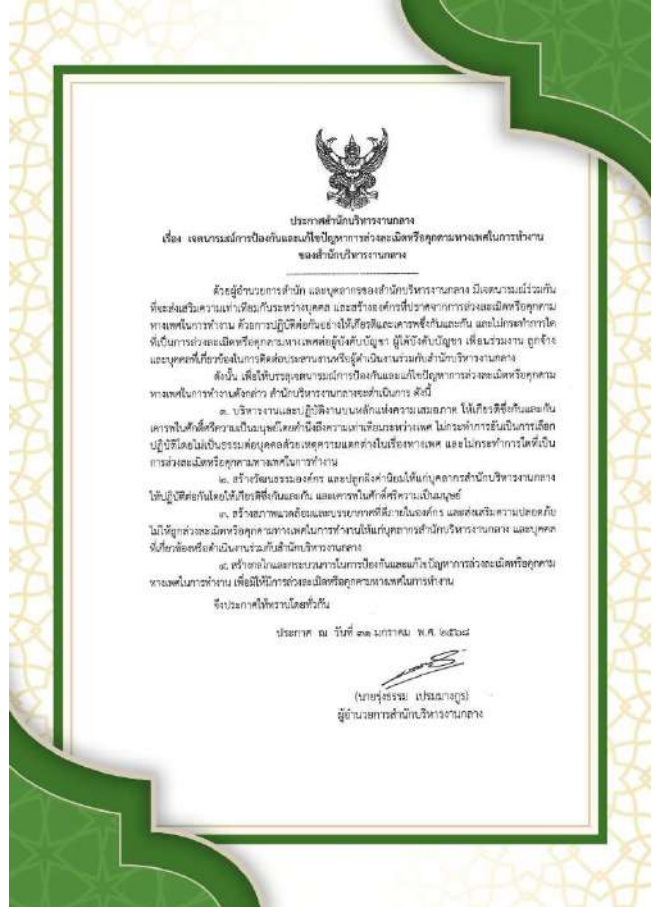 ประกาศสำนักบริหารงานกลาง
เรื่อง เจตนารมณ์การป้องกันและแก้ไขปัญหาการล่วงละเมิดหรือคุกคามทางเพศในการทำงาน
ของสำนักบริหารงานกลาง
ด้วยผู้อำนวยการสำนัก และบุคลากรของสำนักบริหารงานกลาง มีเจตนารมณ์ร่วมกัน
ที่จะส่งเสริมความเท่าเทียมกันระหว่างบุคคล และสร้างองค์กรที่ปราศจากการล่วงละเมิดหรือคุกคาม
ทางเพศในการทำงาน ด้วยการปฏิบัติต่อกันอย่างให้เกียรติและเคารพซึ่งกันและกัน และไม่กระทำการใด
ที่เป็นการล่วงละเมิดหรือคุกคามทางเพศต่อผู้บังคับบัญชา ผู้ใต้บังคับบัญชา เพื่อนร่วมงาน ลูกจ้าง
และบุคคลที่เกี่ยวข้องในการติดต่อประสานงานหรือผู้ดำเนินงานร่วมกับสำนักบริหารงานกลาง
ดังนั้น เพื่อให้บรรลุเจตนารมณ์การป้องกันและแก้ไขปัญหาการล่วงละเมิดหรือคุกคาม
ทางเพศในการทำงานดังกล่าว สำนักบริหารงานกลางจะดำเนินการ ดังนี้
๑. บริหารงานและปฏิบัติงานบนหลักแห่งความเสมอภาค ให้เกียรติซึ่งกันและกัน
เคารพในศักดิ์ศรีความเป็นมนุษย์โดยคำนึงถึงความเท่าเทียมระหว่างเพศ ไม่กระทำการอันเป็นการเลือก
ปฏิบัติโดยไม่เป็นธรรมต่อบุคคลด้วยเหตุความแตกต่างในเรื่องทางเพศ และไม่กระทำการใดที่เป็น
การล่วงละเมิดหรือคุกคามทางเพศในการทำงาน
๒. สร้างวัฒนธรรมองค์กร และปลูกฝังค่านิยมให้แก่บุคลากรสำนักบริหารงานกลาง
ให้ปฏิบัติต่อกันโดยให้เกียรติซึ่งกันและกัน และเคารพในศักดิ์ศรีความเป็นมนุษย์
๓. สร้างสภาพแวดล้อมและบรรยากาศที่ดีภายในองค์กร และส่งเสริมความปลอดภัย
ไม่ให้ถูกล่วงละเมิดหรือคุกคามทางเพศในการทำงานให้แก่บุคลากรสำนักบริหารงานกลาง และบุคคล
ที่เกี่ยวข้องหรือดำเนินงานร่วมกับสำนักบริหารงานกลาง
๔. สร้างกลไกและกระบวนการในการป้องกันและแก้ไขปัญหาการล่วงละเมิดหรือคุกคาม
ทางเพศในการทำงาน เพื่อมิให้มีการล่วงละเมิดหรือคุกคามทางเพศในการทำงาน
จึงประกาศให้ทราบโดยทั่วกัน
ประกาศ ณ วันที่ ๓๑ มกราคม พ.ศ. ๒๕๖๘
(นายรุ่งธรรม เปรมมางกูร)
ผู้อำนวยการสำนักบริหารงานกลาง